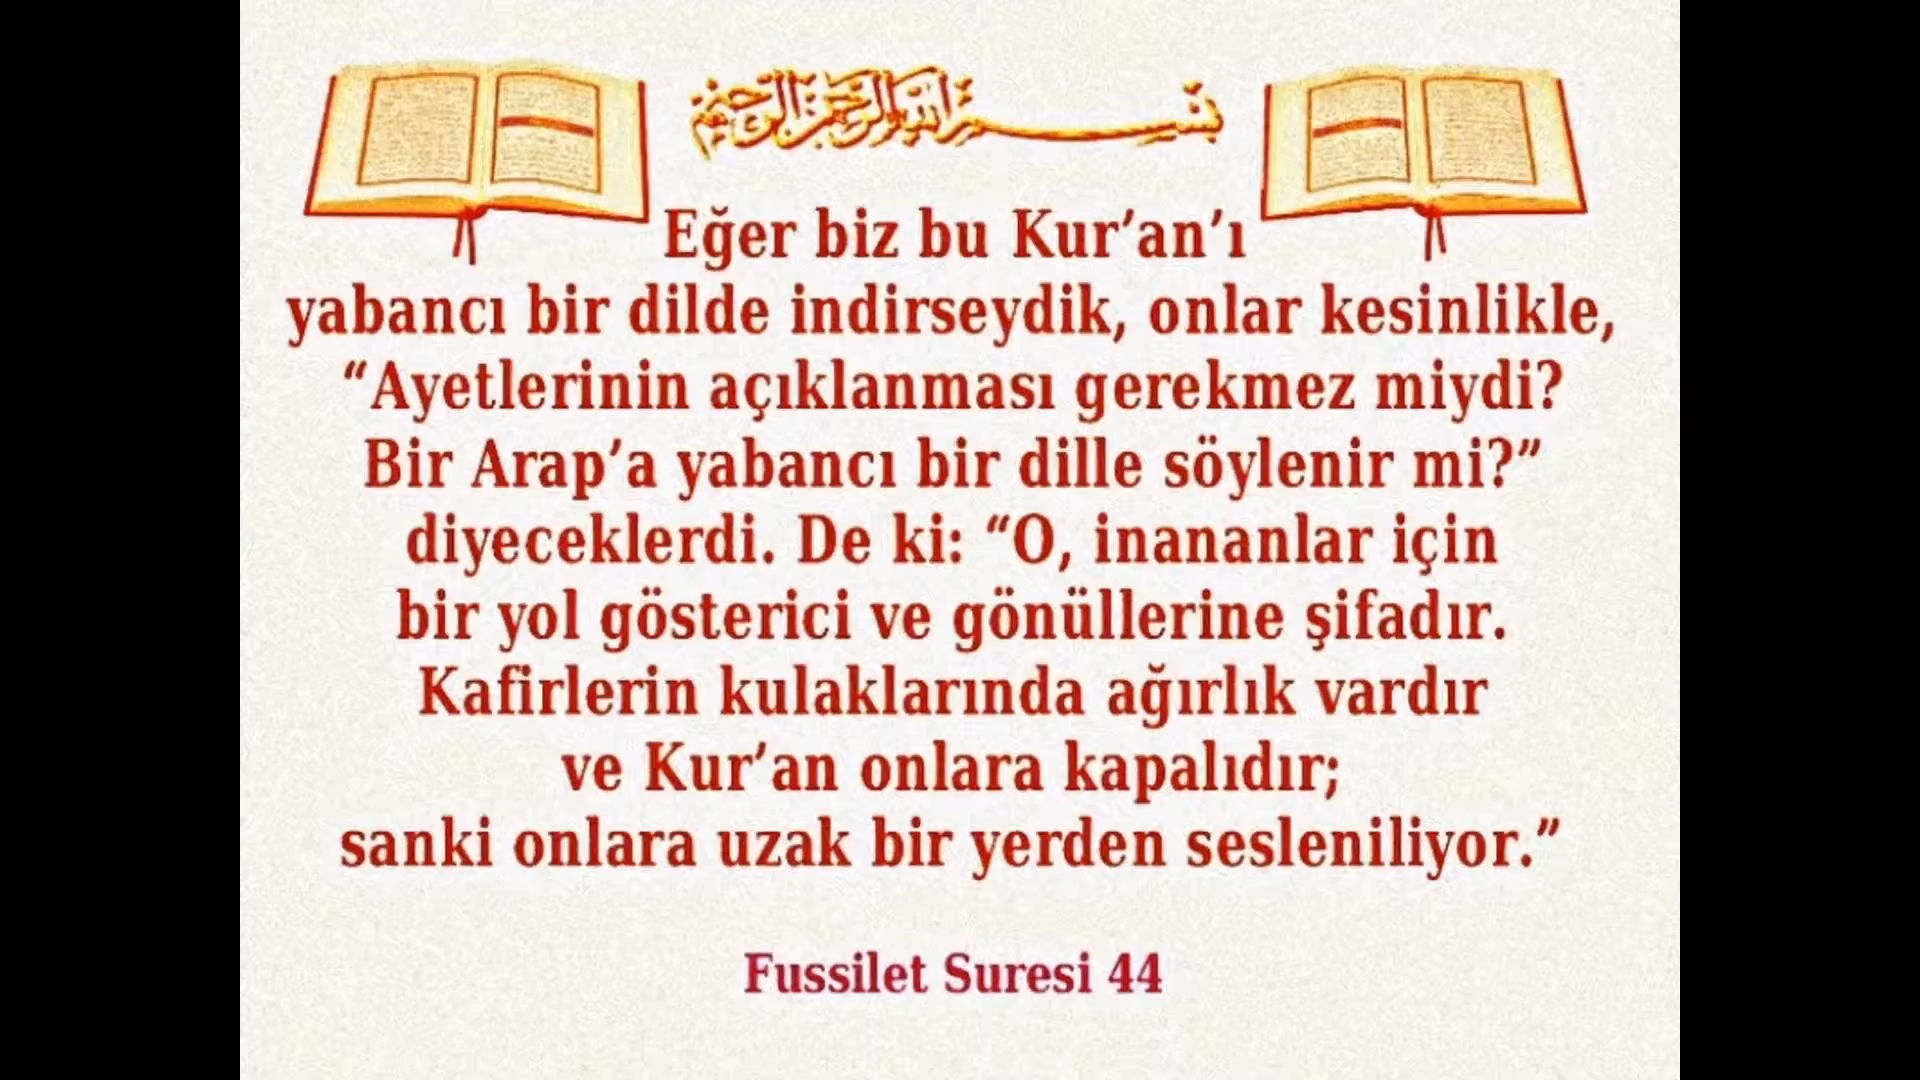 بسم الله الرحمن الرحيم
Eğer biz bu Kur’an’ı
yabancı bir dilde indirseydik, onlar kesinlikle,
“Ayetlerinin açıklanması gerekmez miydi?
Bir Arap’a yabancı bir dille söylenir mi?”
diyeceklerdi. De ki: “O, inananlar için
bir yol gösterici ve gönüllerine şifadır.
Kafirlerin kulaklarında ağırlık vardır
ve Kur’an onlara kapalıdır;
sanki onlara uzak bir yerden sesleniliyor.”
Fussilet Suresi 44